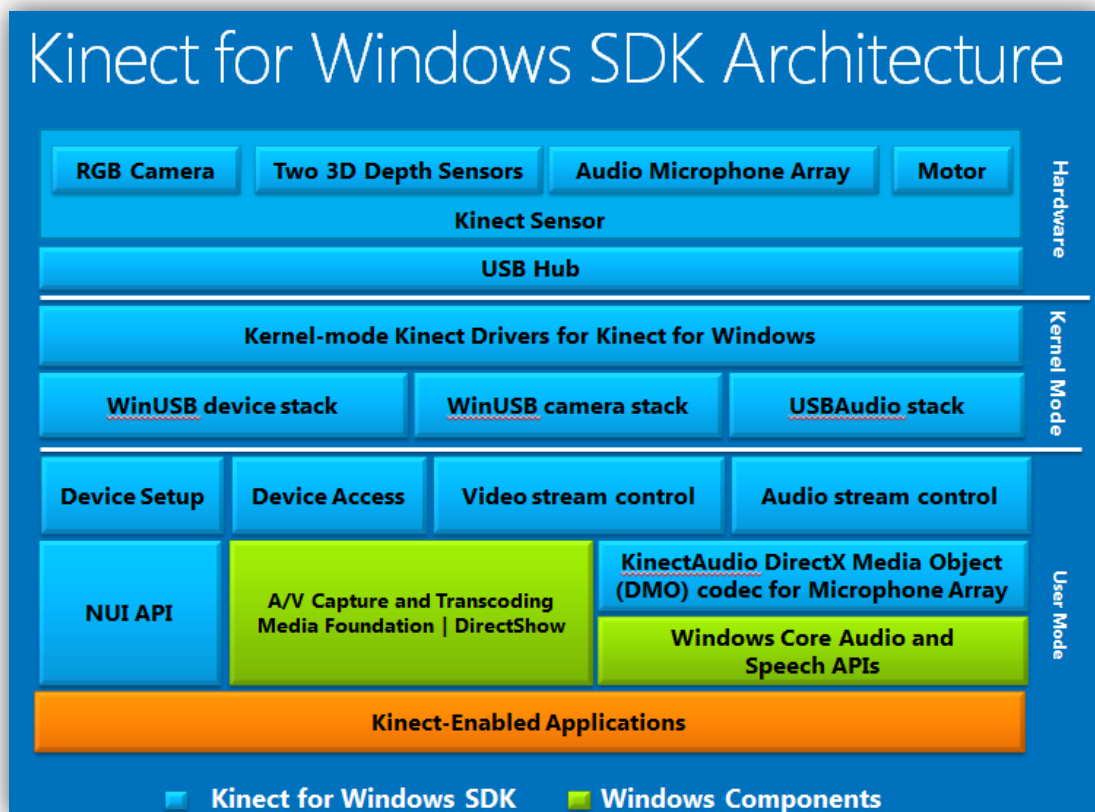 Kinect for Windows SDK Architecture
RGB Camera
Two 3D Depth Sensors
Audio Microphone Array
Motor
Kinect Sensor
USB Hub
Hardware
Kernel-mode Kinect Drivers for Kinect for Windows
WinUSB device stack
WinUSB camera stack
USBAudio stack
Kernel Mode
Device Setup
Device Access
Video stream control
Audio stream control
NUI API
A/V Capture and Transcoding
Media Foundation | DirectShow
KinectAudio DirectX Media Object
(DMO) codec for Microphone Array
Windows Core Audio and
Speech APIs
User Mode
Kinect-Enabled Applications
Kinect for Windows SDK
Windows Components